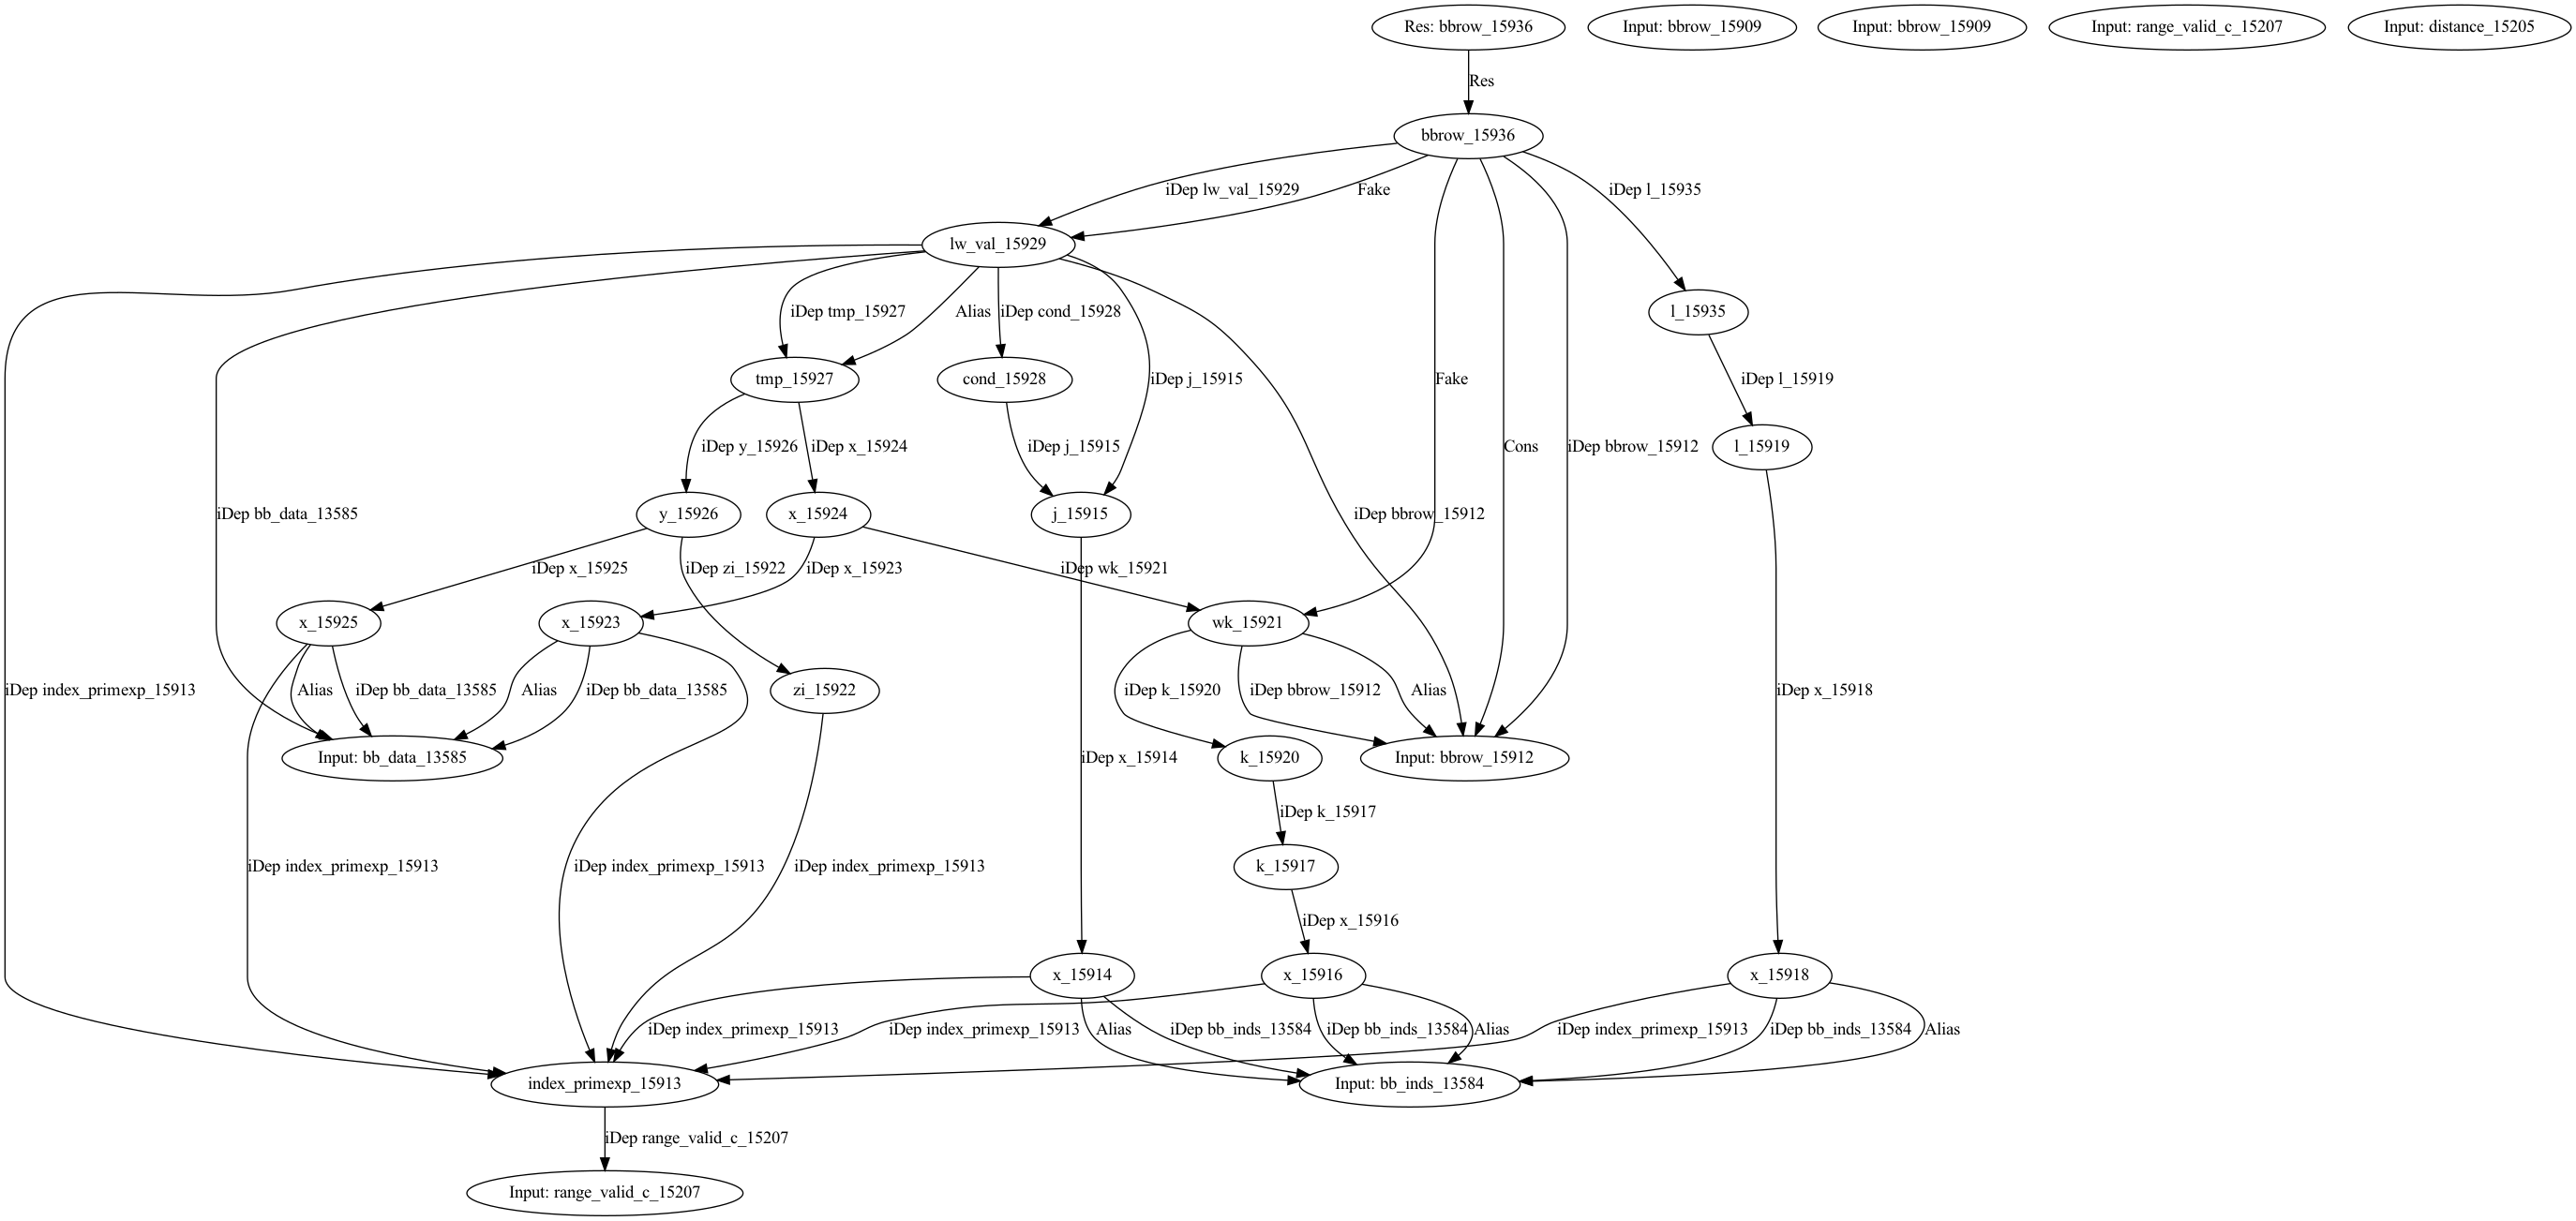 Res: bbrow_15936
Input: bbrow_15909
Input: bbrow_15909
Input: range_valid_c_15207
Input: distance_15205
Res
bbrow_15936
iDep lw_val_15929
Fake
iDep l_15935
lw_val_15929
iDep tmp_15927
Alias
iDep cond_15928
l_15935
tmp_15927
cond_15928
iDep j_15915
Fake
iDep l_15919
iDep y_15926
iDep x_15924
iDep j_15915
Cons
iDep bbrow_15912
l_15919
iDep bb_data_13585
y_15926
x_15924
j_15915
iDep bbrow_15912
iDep x_15925
iDep zi_15922
iDep x_15923
iDep wk_15921
x_15925
x_15923
wk_15921
iDep index_primexp_15913
Alias
iDep bb_data_13585
Alias
iDep bb_data_13585
zi_15922
iDep k_15920
iDep bbrow_15912
Alias
iDep x_15918
Input: bb_data_13585
iDep x_15914
k_15920
Input: bbrow_15912
iDep k_15917
iDep index_primexp_15913
iDep index_primexp_15913
iDep index_primexp_15913
k_15917
iDep x_15916
x_15914
x_15916
x_15918
iDep index_primexp_15913
iDep index_primexp_15913
Alias
iDep bb_inds_13584
iDep bb_inds_13584
Alias
iDep index_primexp_15913
iDep bb_inds_13584
Alias
index_primexp_15913
Input: bb_inds_13584
iDep range_valid_c_15207
Input: range_valid_c_15207